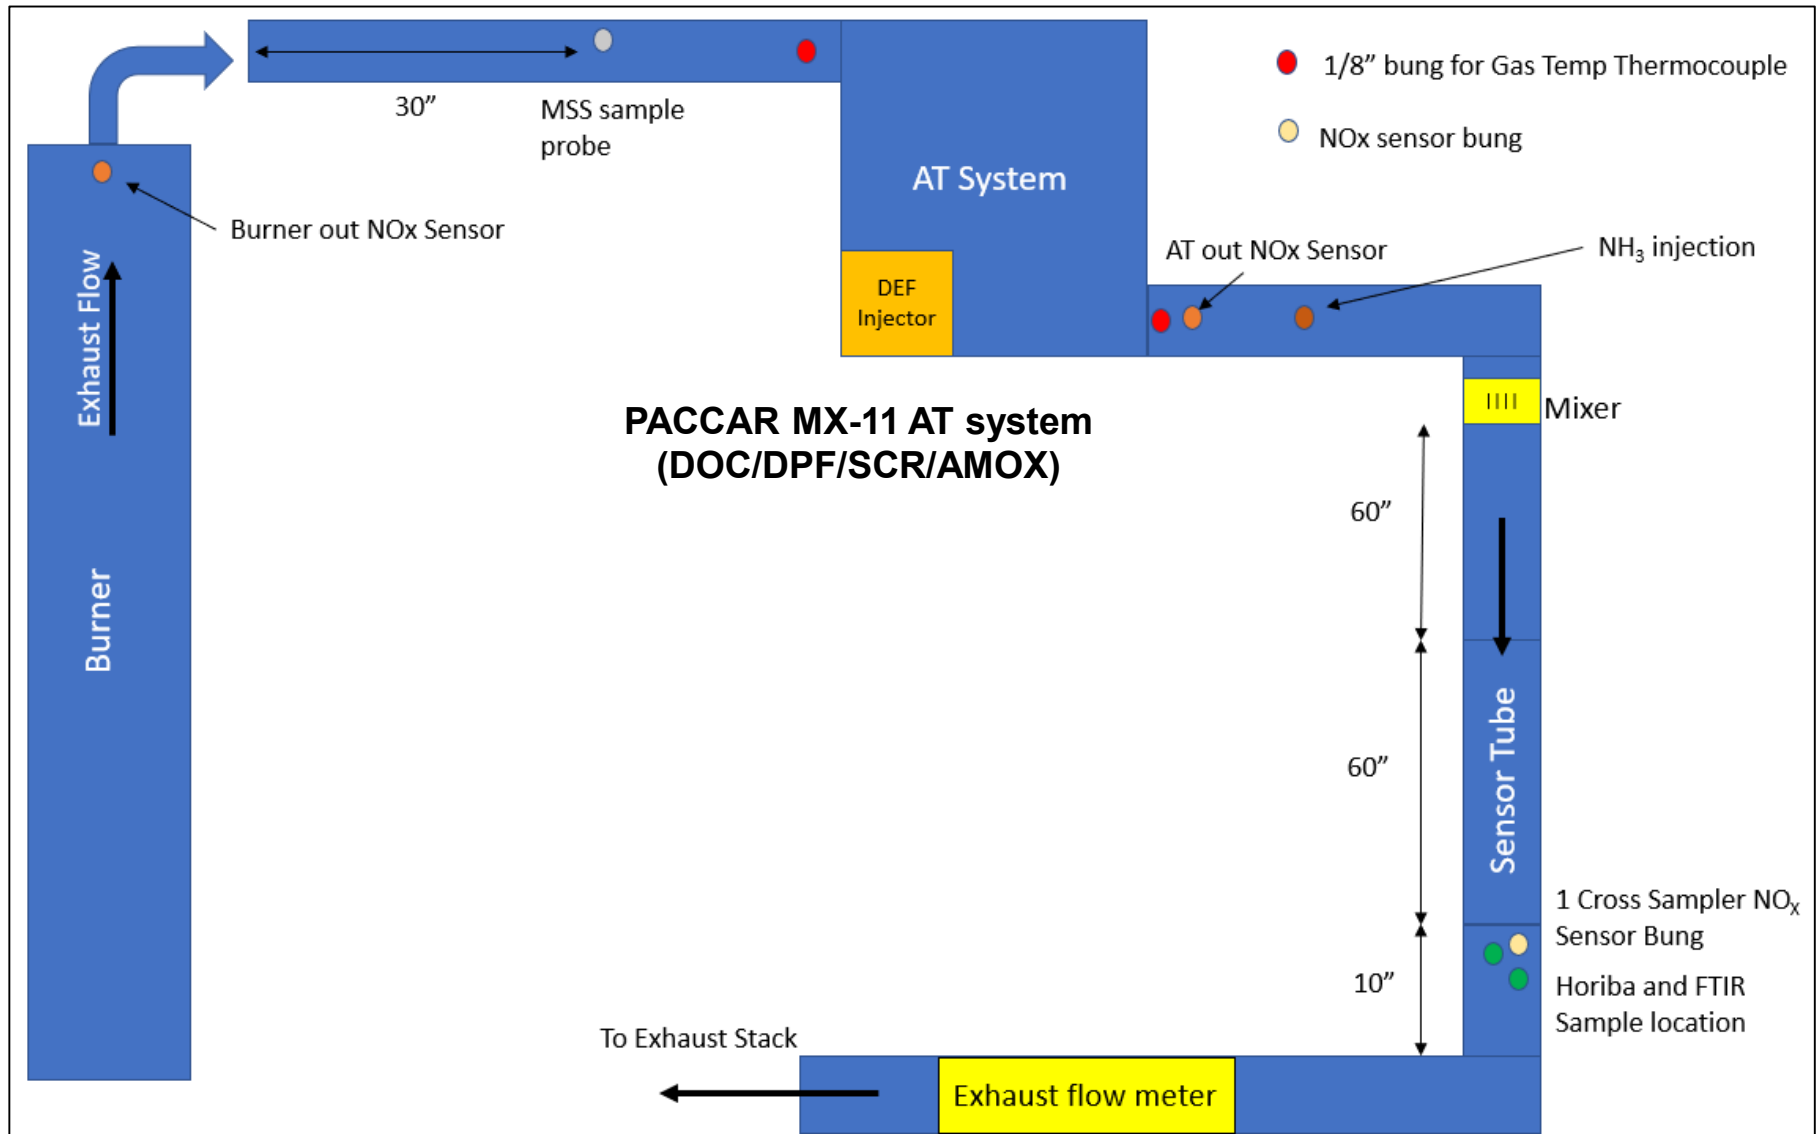 1/8” bung for Gas Temp Thermocouple
30”
MSS sample
probe
NOx sensor bung
AT System
Burner out NOx Sensor
AT out NOx Sensor
NH₃ injection
Exhaust Flow
DEF
Injector
PACCAR MX-11 AT system
(DOC/DPF/SCR/AMOX)
Mixer
60”
Burner
60”
Sensor Tube
1 Cross Sampler NOₓ
Sensor Bung
10”
Horiba and FTIR
Sample location
To Exhaust Stack
Exhaust flow meter